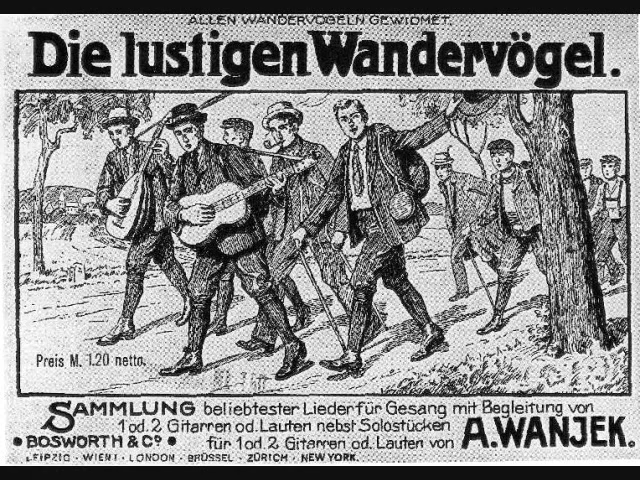 ALLEN WANDERVÖGELN GEWIDMET.
Die lustigen Wandervögel.
Preis M. 1.20 netto.
SAMMLUNG beliebtester Lieder für Gesang mit Begleitung von
1 od. 2 Gitarren od. Lauten nebst Solostücken
• BOSWORTH & Cº • für 1 od. 2 Gitarren od. Lauten von A. WANJEK.
LEIPZIG · WIEN I · LONDON · BRÜSSEL · ZÜRICH · NEW YORK.